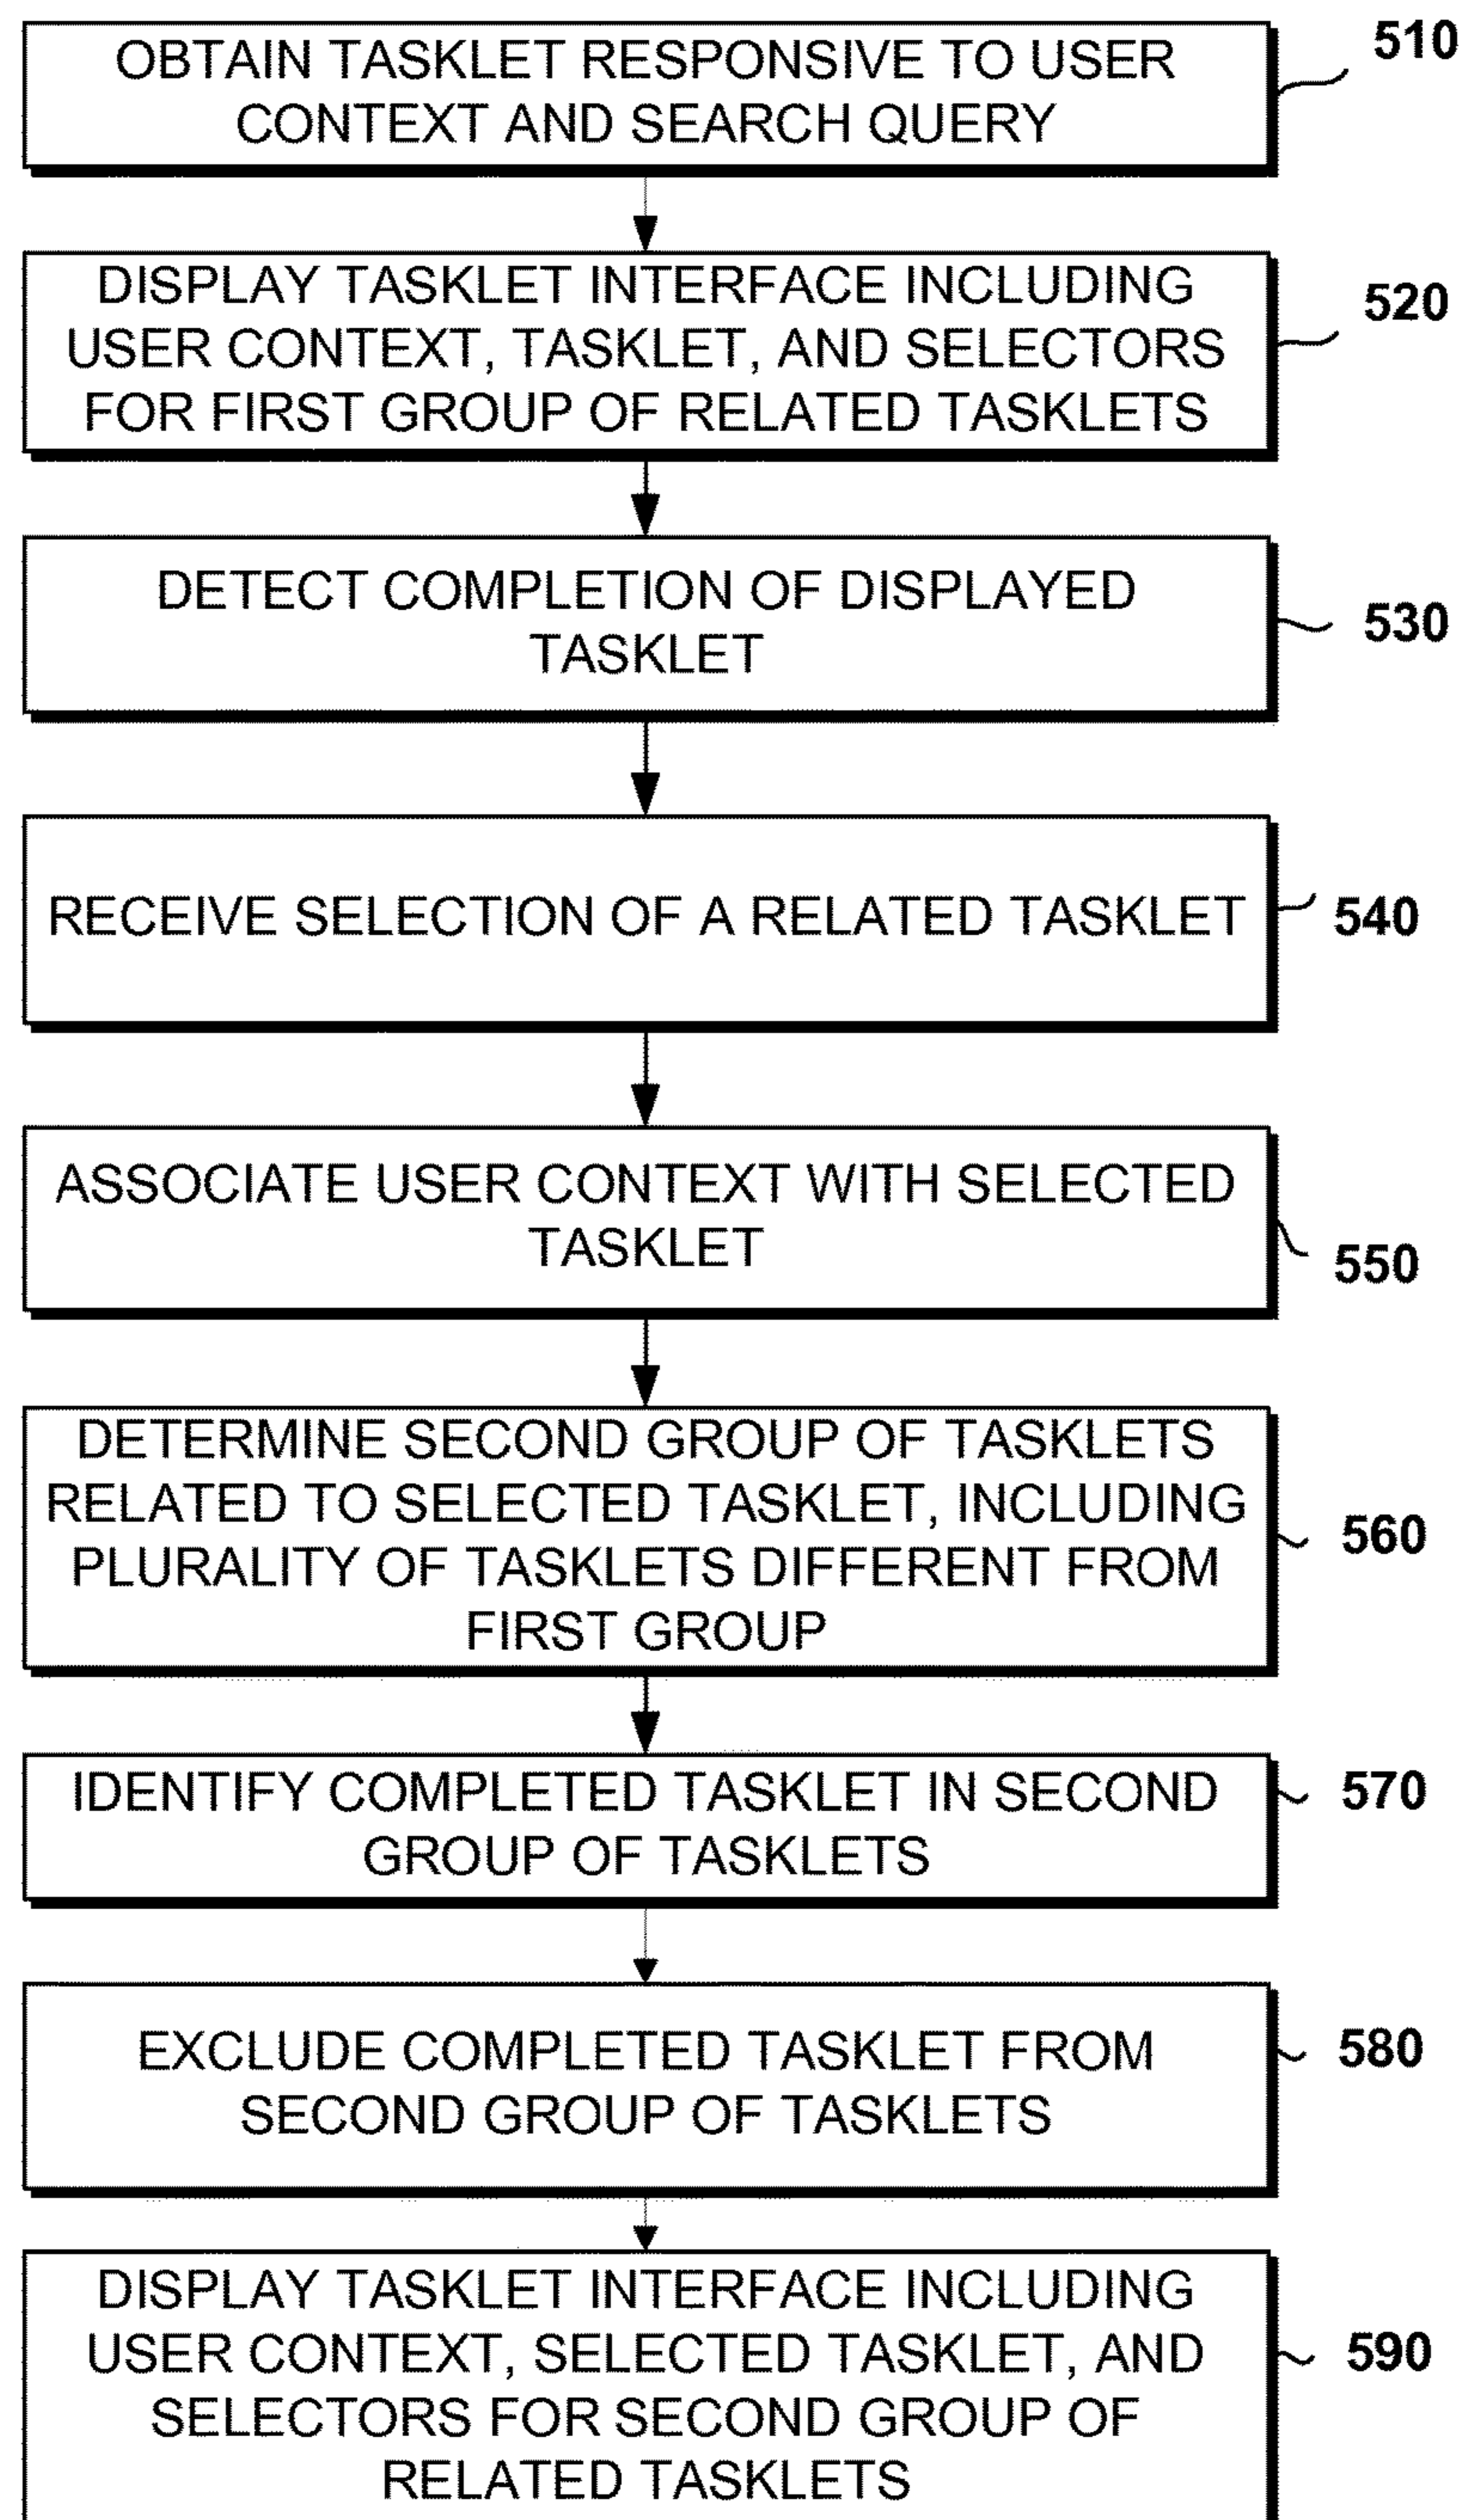 OBTAIN TASKLET RESPONSIVE TO USER
CONTEXT AND SEARCH QUERY
510
DISPLAY TASKLET INTERFACE INCLUDING
USER CONTEXT, TASKLET, AND SELECTORS
FOR FIRST GROUP OF RELATED TASKLETS
520
DETECT COMPLETION OF DISPLAYED
TASKLET
530
RECEIVE SELECTION OF A RELATED TASKLET
540
ASSOCIATE USER CONTEXT WITH SELECTED
TASKLET
550
DETERMINE SECOND GROUP OF TASKLETS
RELATED TO SELECTED TASKLET, INCLUDING
PLURALITY OF TASKLETS DIFFERENT FROM
FIRST GROUP
560
IDENTIFY COMPLETED TASKLET IN SECOND
GROUP OF TASKLETS
570
EXCLUDE COMPLETED TASKLET FROM
SECOND GROUP OF TASKLETS
580
DISPLAY TASKLET INTERFACE INCLUDING
USER CONTEXT, SELECTED TASKLET, AND
SELECTORS FOR SECOND GROUP OF
RELATED TASKLETS
590